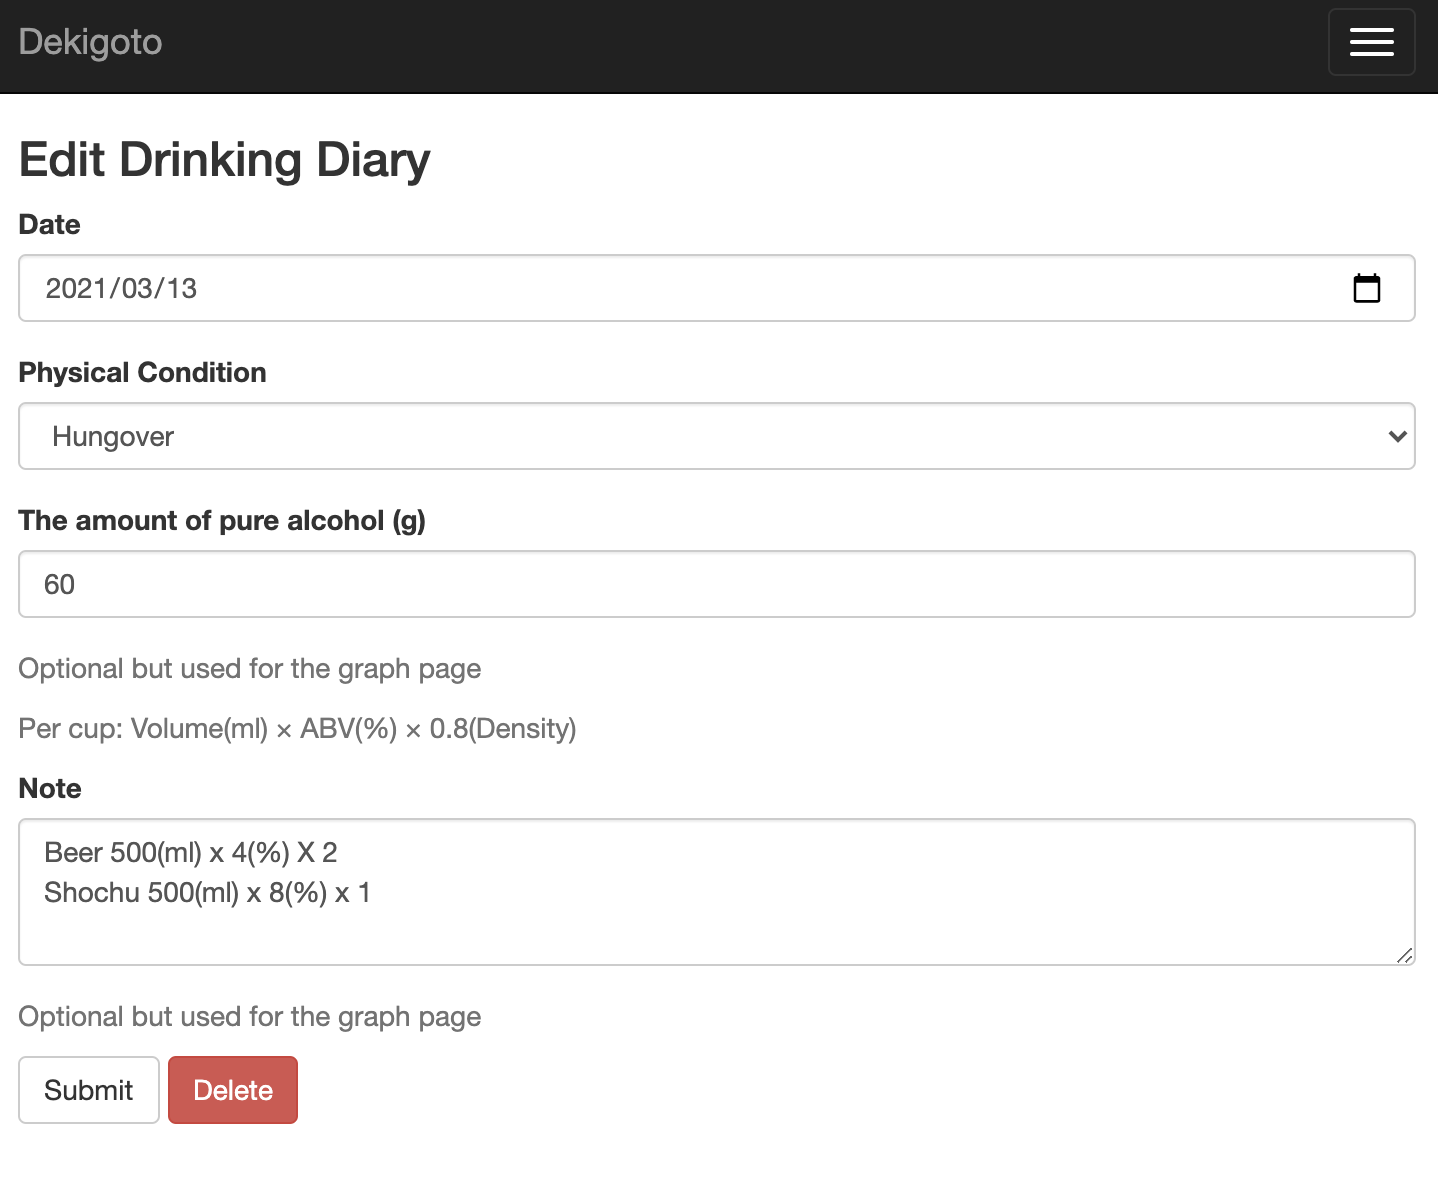 Dekigoto
Edit Drinking Diary
Date
2021/03/13
Physical Condition
Hungover
The amount of pure alcohol (g)
60
Optional but used for the graph page
Per cup: Volume(ml) × ABV(%) × 0.8(Density)
Note
Beer 500(ml) x 4(%) X 2
Shochu 500(ml) x 8(%) x 1
Optional but used for the graph page
Submit Delete